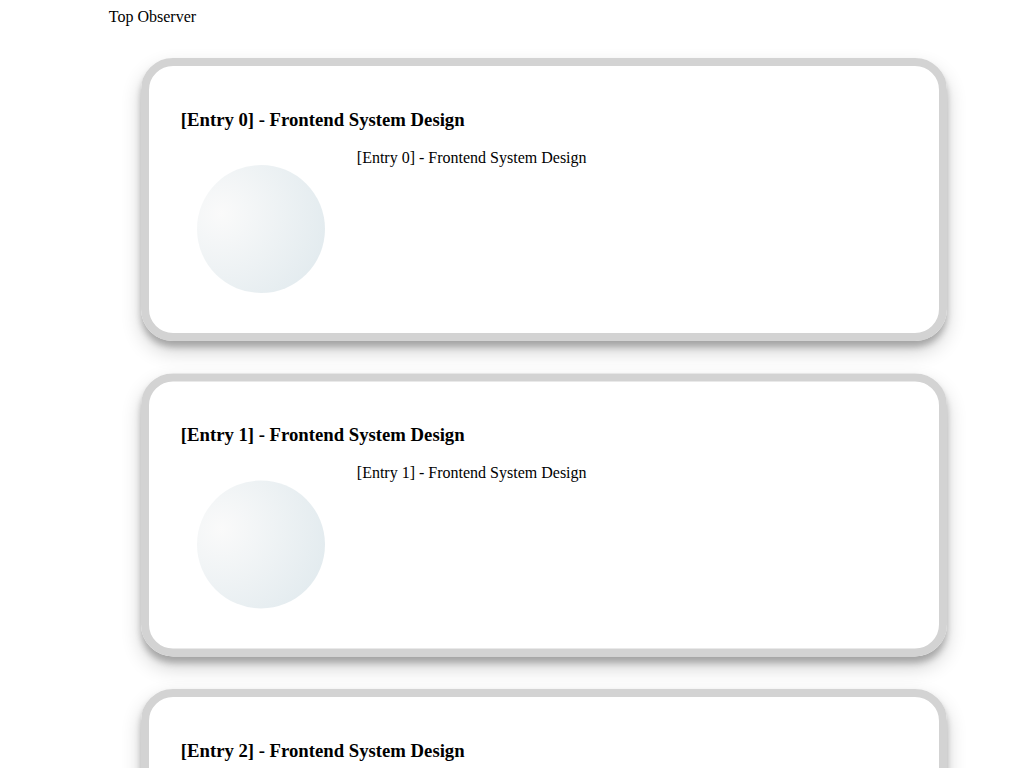 Top Observer
[Entry 0] - Frontend System Design
[Entry 0] - Frontend System Design
[Entry 1] - Frontend System Design
[Entry 1] - Frontend System Design
[Entry 2] - Frontend System Design